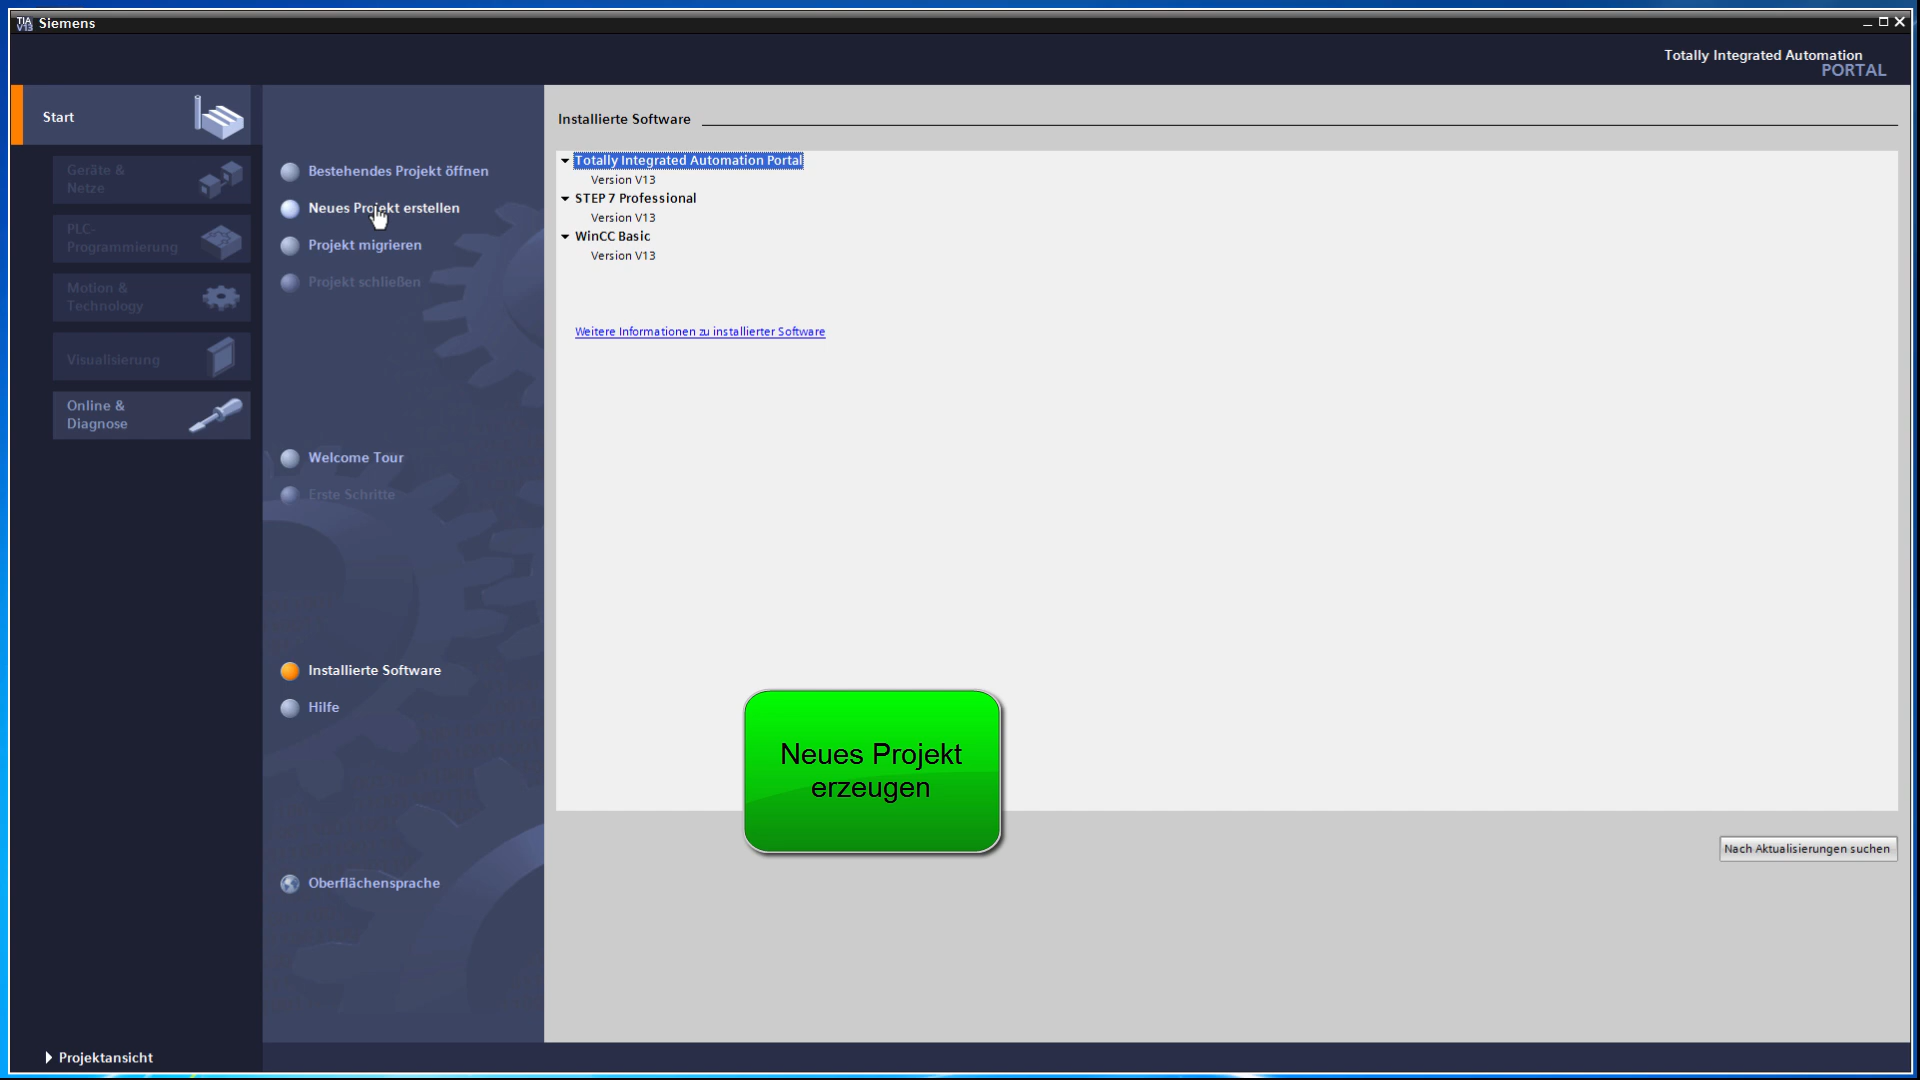 TIA
V13
Siemens
Totally Integrated Automation
PORTAL
Start
Geräte &
Netze
PLC-
Programmierung
Motion &
Technology
Visualisierung
Online &
Diagnose
Bestehendes Projekt öffnen
Neues Projekt erstellen
Projekt migrieren
Projekt schließen
Welcome Tour
Erste Schritte
Installierte Software
Hilfe
Oberflächensprache
Installierte Software
Totally Integrated Automation Portal
Version V13
STEP 7 Professional
Version V13
WinCC Basic
Version V13
Weitere Informationen zu installierter Software
Neues Projekt
erzeugen
Nach Aktualisierungen suchen
Projektansicht